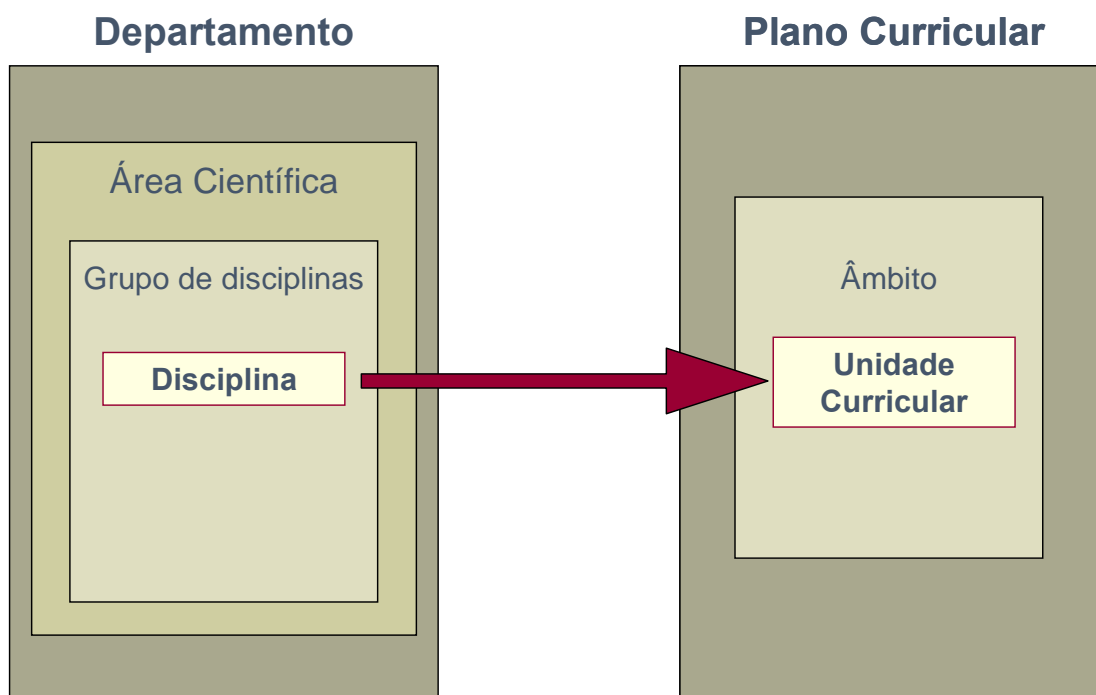 Departamento
Plano Curricular
Área Científica
Grupo de disciplinas
Disciplina
Âmbito
Unidade
Curricular